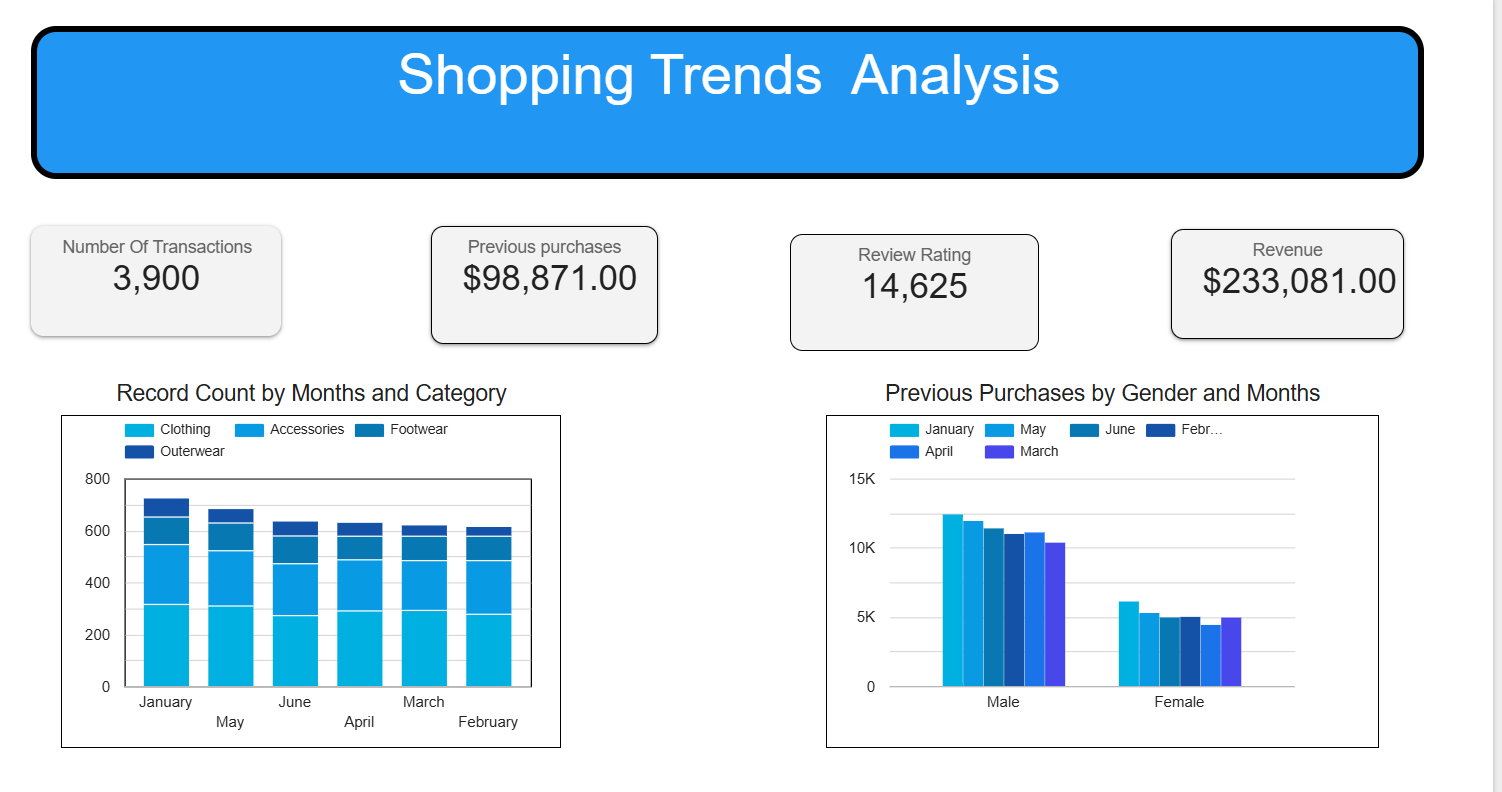 Shopping Trends  Analysis
Number Of Transactions
3,900
Previous purchases
$98,871.00
Review Rating
14,625
Revenue
$233,081.00
Record Count by Months and Category
Clothing Accessories Footwear
Outerwear
800
600
400
200
0
January May June April March February
Previous Purchases by Gender and Months
January May June Febr...
April March
15K
10K
5K
0
Male Female